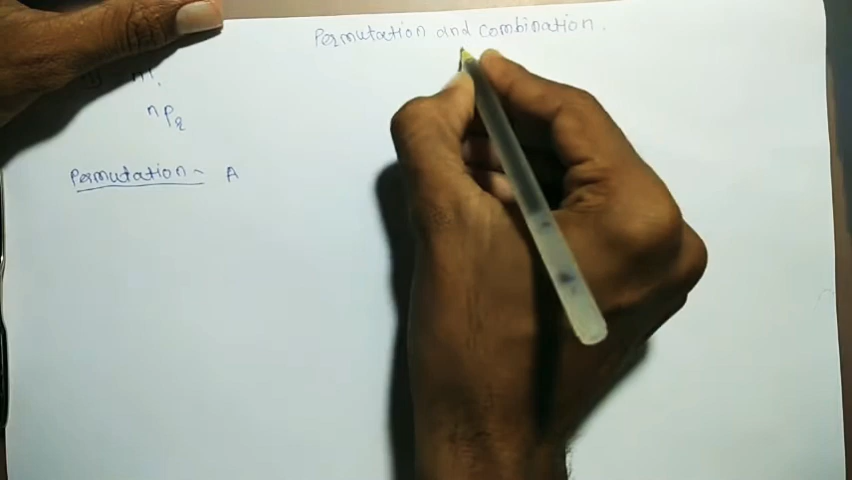 Permutation and combination.
n!.
ⁿPᵣ
Permutation ~ A